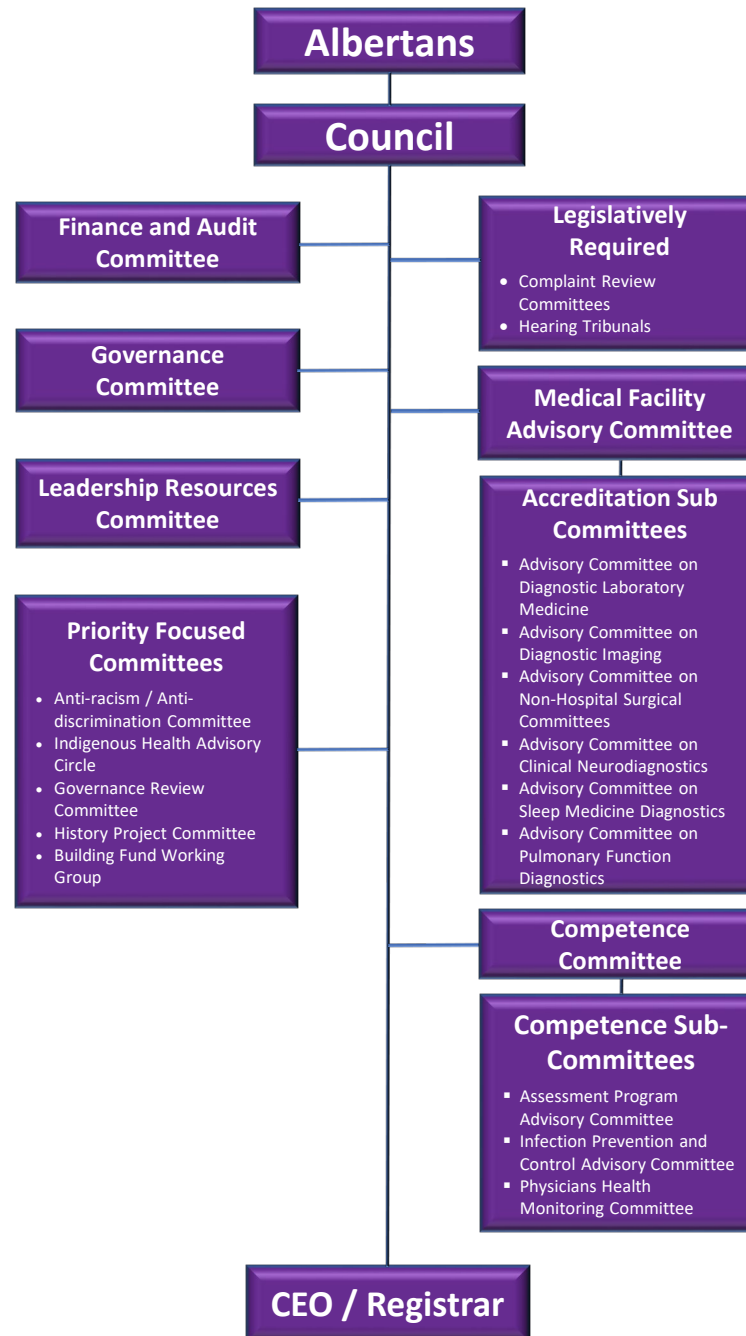 Albertans
Council
Finance and Audit
Committee
Governance
Committee
Leadership Resources
Committee
Priority Focused
Committees
• Anti-racism / Anti-
discrimination Committee
• Indigenous Health Advisory
Circle
• Governance Review
Committee
• History Project Committee
• Building Fund Working
Group
Legislatively
Required
• Complaint Review
Committees
• Hearing Tribunals
Medical Facility
Advisory Committee
Accreditation Sub
Committees
▪ Advisory Committee on
Diagnostic Laboratory
Medicine
▪ Advisory Committee on
Diagnostic Imaging
▪ Advisory Committee on
Non-Hospital Surgical
Committees
▪ Advisory Committee on
Clinical Neurodiagnostics
▪ Advisory Committee on
Sleep Medicine Diagnostics
▪ Advisory Committee on
Pulmonary Function
Diagnostics
Competence
Committee
Competence Sub-
Committees
▪ Assessment Program
Advisory Committee
▪ Infection Prevention and
Control Advisory Committee
▪ Physicians Health
Monitoring Committee
CEO / Registrar